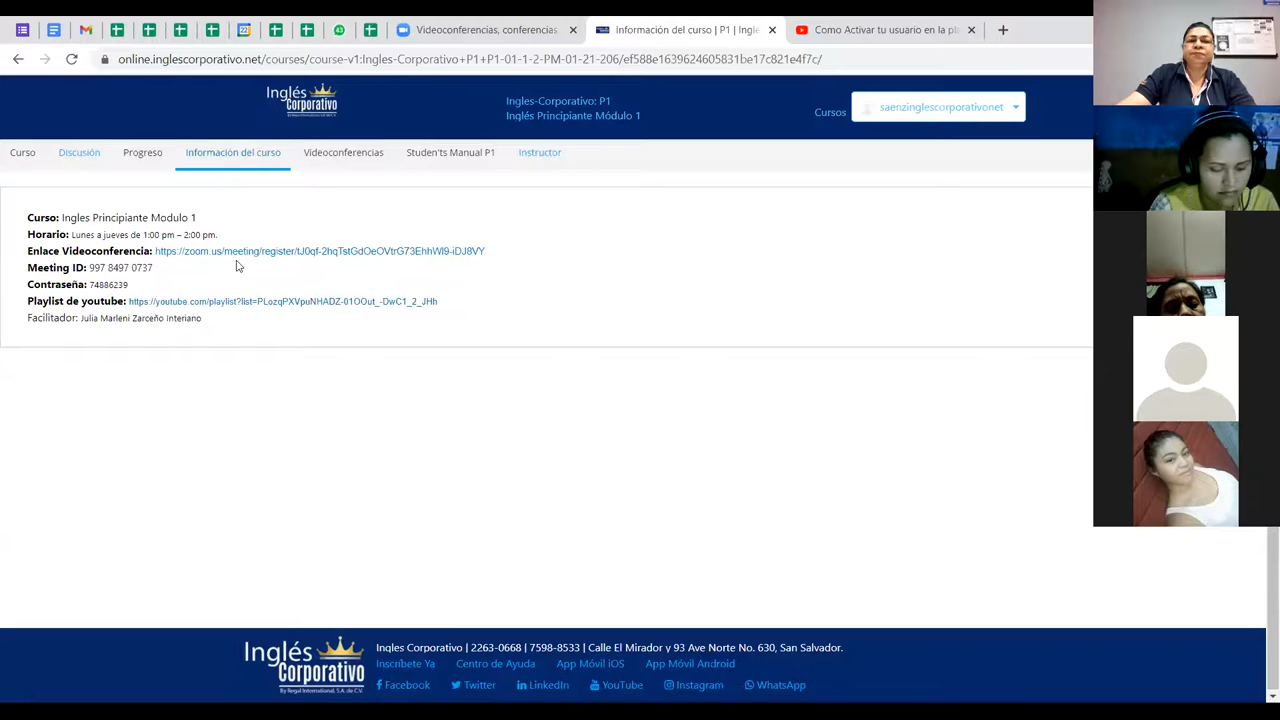 Videoconferencias, conferencias
Información del curso | P1 | Ingle
Como Activar tu usuario en la pla
online.inglescorporativo.net/courses/course-v1:Ingles-Corporativo+P1+P1-01-1-2-PM-01-21-206/ef588e1639624605831be17c821e4f7c/
Inglés
Corporativo
Ingles-Corporativo: P1
Inglés Principiante Módulo 1
Cursos
saenzinglescorporativonet
Curso
Discusión
Progreso
Información del curso
Videoconferencias
Studen'ts Manual P1
Instructor
Curso: Ingles Principiante Modulo 1
Horario: Lunes a jueves de 1:00 pm – 2:00 pm.
Enlace Videoconferencia: https://zoom.us/meeting/register/tJ0qf-2hqTstGdOeOVtrG73EhhWl9-iDJ8VY
Meeting ID: 997 8497 0737
Contraseña: 74886239
Playlist de youtube: https://youtube.com/playlist?list=PLozqPXVpuNHADZ-01OOut_-DwC1_2_JHh
Facilitador: Julia Marleni Zarceño Interiano
Inglés
Corporativo
By Regal International, S.A. de C.V.
Ingles Corporativo | 2263-0668 | 7598-8533 | Calle El Mirador y 93 Ave Norte No. 630, San Salvador.
Inscríbete Ya
Centro de Ayuda
App Móvil iOS
App Móvil Android
Facebook
Twitter
LinkedIn
YouTube
Instagram
WhatsApp